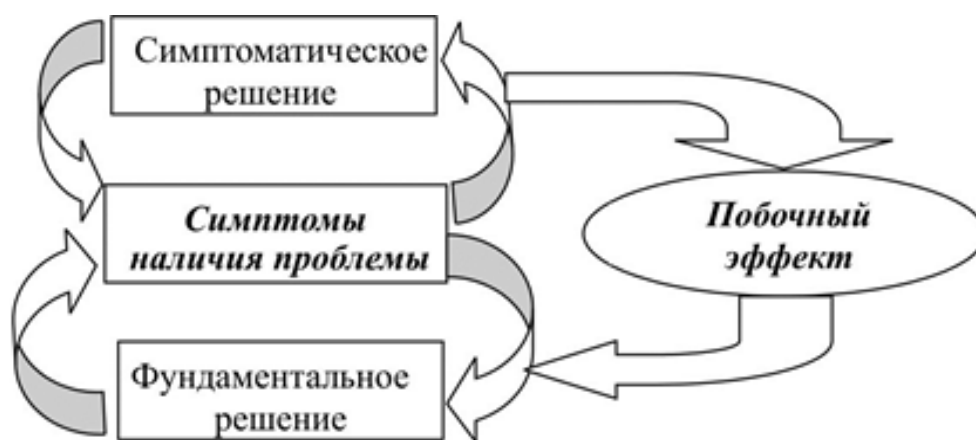 Симптоматическое
решение
Симптомы
наличия проблемы
Побочный
эффект
Фундаментальное
решение